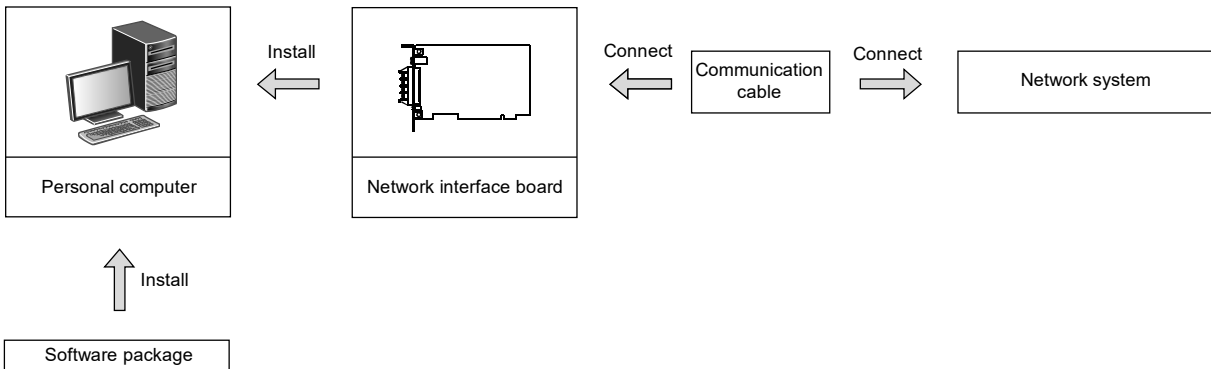 Install
Connect
Communication
cable
Connect
Network system
Personal computer
Network interface board
Install
Software package